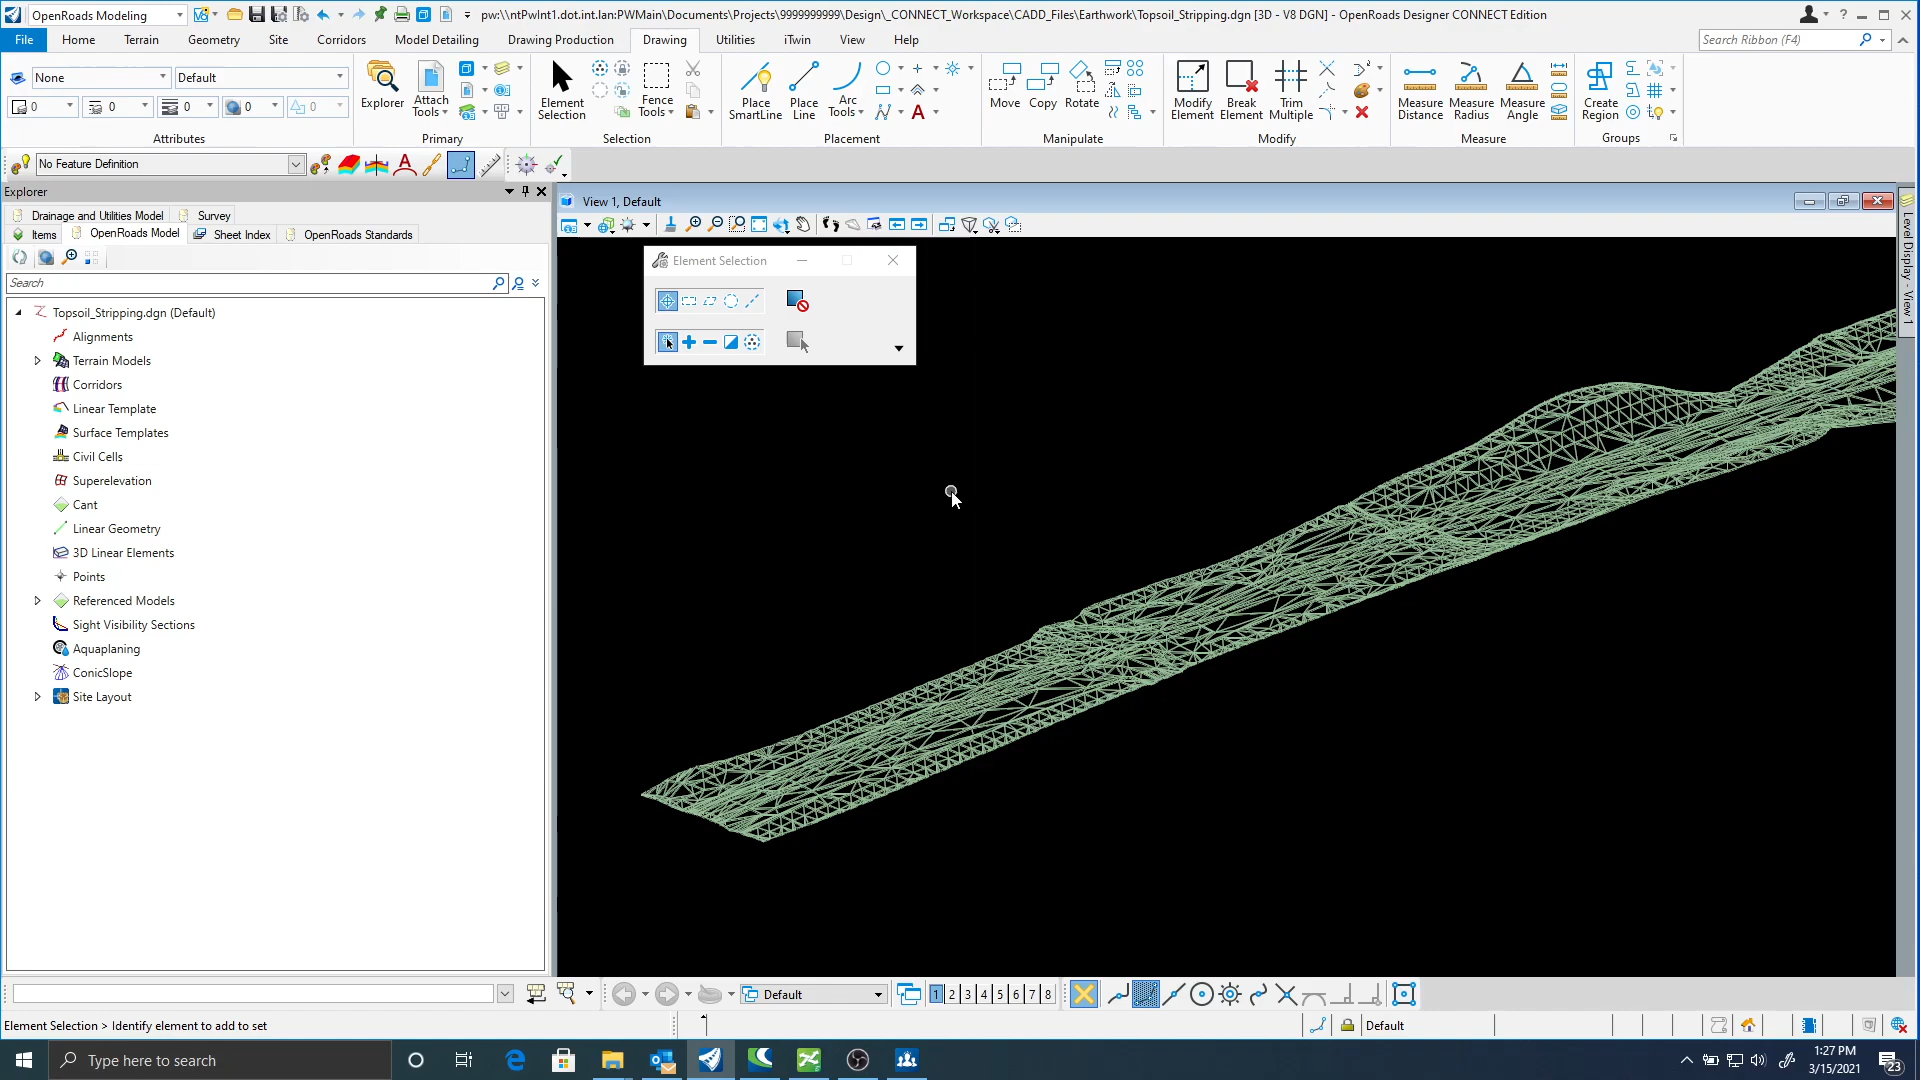 OpenRoads Modeling
pw:\\ntPwInt1.dot.int.lan:PWMain\Documents\Projects\9999999999\Design\_CONNECT_Workspace\CADD_Files\Earthwork\Topsoil_Stripping.dgn [3D - V8 DGN] - OpenRoads Designer CONNECT Edition
File Home Terrain Geometry Site Corridors Model Detailing Drawing Production Drawing Utilities iTwin View Help
Search Ribbon (F4)
None Default
0 0 0 0 0
Explorer Attach Tools
Element Selection Fence Tools
Place SmartLine Place Line Arc Tools
Move Copy Rotate
Modify Element Break Element Trim Multiple
Measure Distance Measure Radius Measure Angle
Create Region
Attributes Primary Selection Placement Manipulate Modify Measure Groups
No Feature Definition
Explorer
View 1, Default
Drainage and Utilities Model Survey
Items OpenRoads Model Sheet Index OpenRoads Standards
Level Display - View 1
Element Selection
Search
Topsoil_Stripping.dgn (Default)
Alignments
Terrain Models
Corridors
Linear Template
Surface Templates
Civil Cells
Superelevation
Cant
Linear Geometry
3D Linear Elements
Points
Referenced Models
Sight Visibility Sections
Aquaplaning
ConicSlope
Site Layout
Default 1 2 3 4 5 6 7 8
Element Selection > Identify element to add to set
Default
Type here to search
1:27 PM
3/15/2021
23